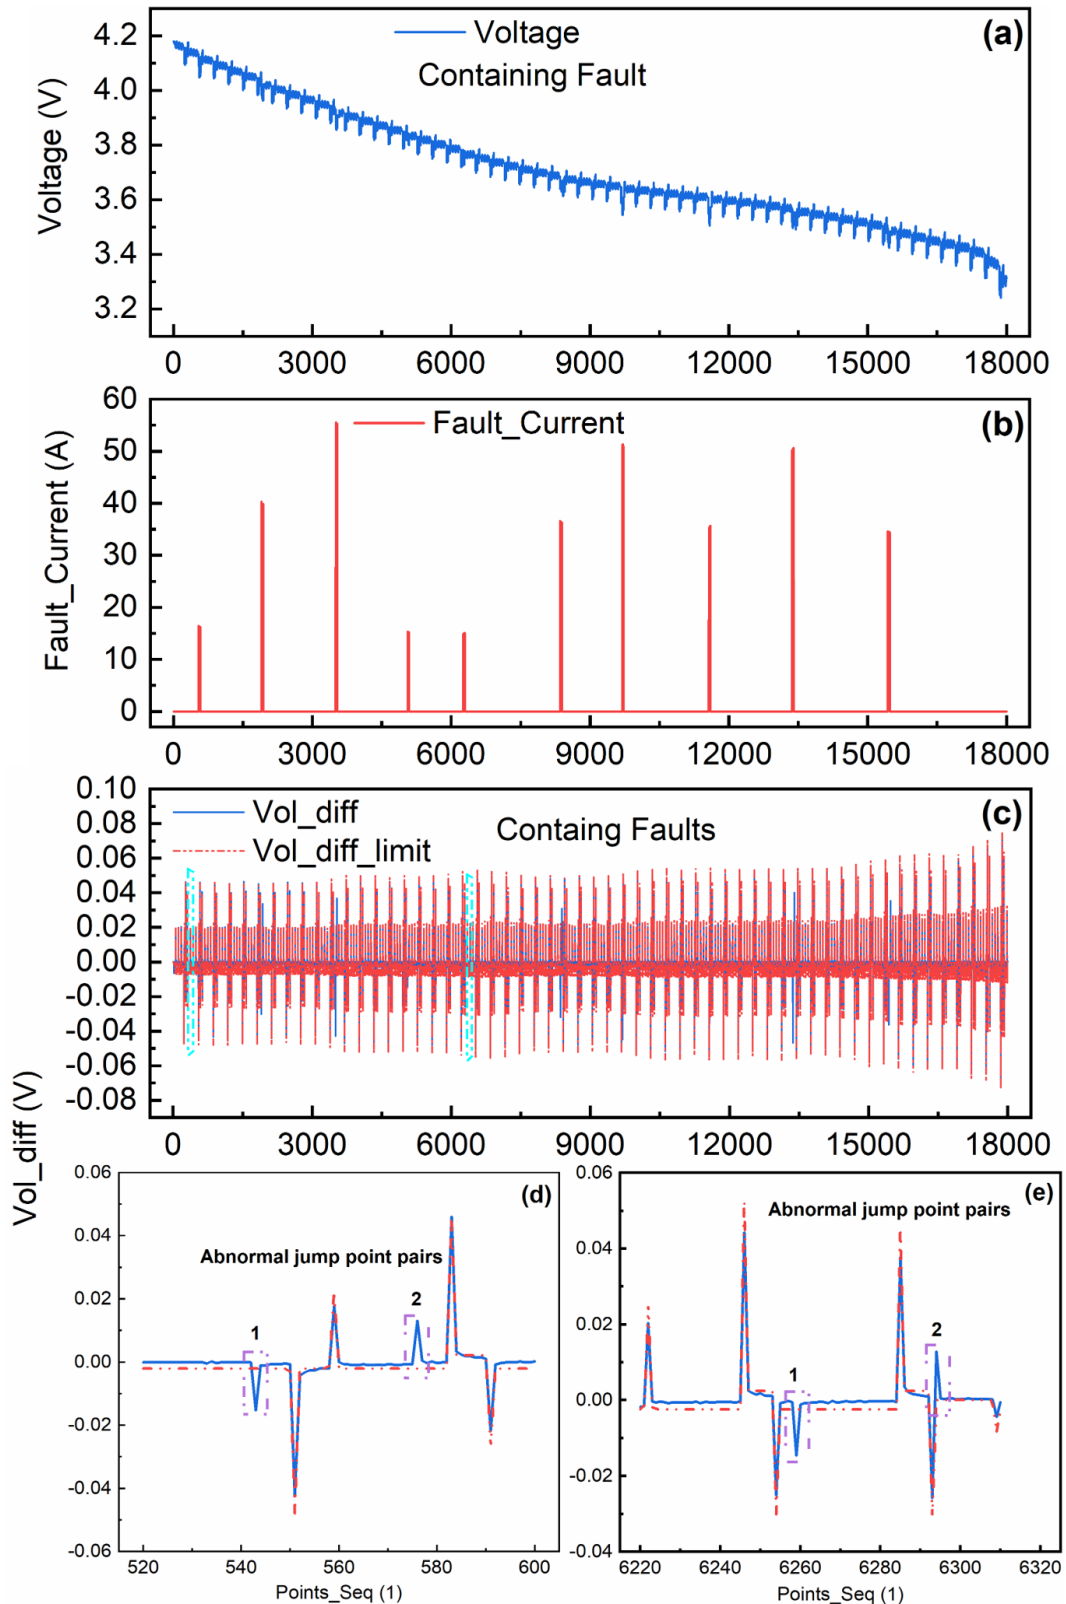 (a)
Voltage
Containing Fault
Voltage (V)
4.2
4.0
3.8
3.6
3.4
3.2
0 3000 6000 9000 12000 15000 18000
(b)
Fault_Current
Fault_Current (A)
60
50
40
30
20
10
0
0 3000 6000 9000 12000 15000 18000
(c)
Vol_diff
Vol_diff_limit
Containg Faults
Vol_diff (V)
0.10
0.08
0.06
0.04
0.02
0.00
-0.02
-0.04
-0.06
-0.08
0 3000 6000 9000 12000 15000 18000
(d)
Abnormal jump point pairs
1
2
0.06
0.04
0.02
0.00
-0.02
-0.04
-0.06
520 540 560 580 600
Points_Seq (1)
(e)
Abnormal jump point pairs
1
2
0.06
0.04
0.02
0.00
-0.02
-0.04
6220 6240 6260 6280 6300 6320
Points_Seq (1)